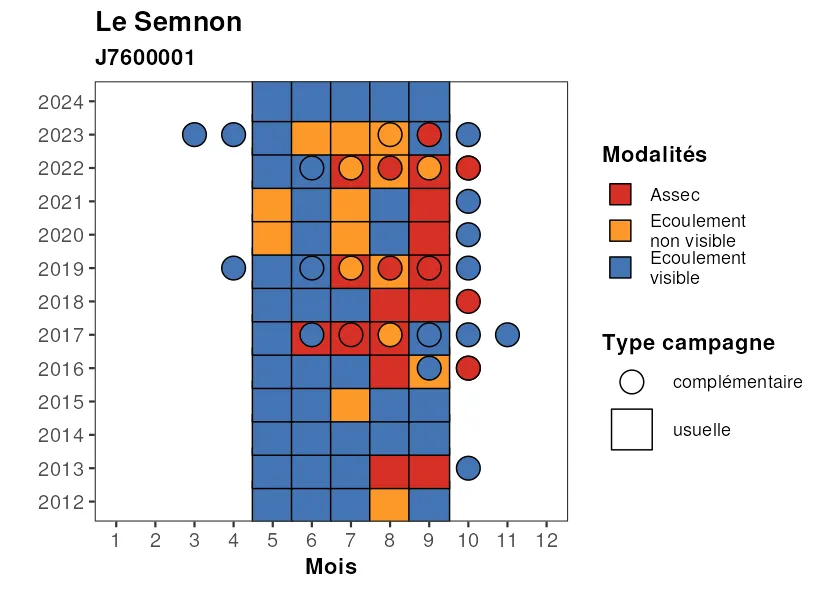 Le Semnon
J7600001
2024
2023
2022
2021
2020
2019
2018
2017
2016
2015
2014
2013
2012
1 2 3 4 5 6 7 8 9 10 11 12
Mois
Modalités
Assec
Ecoulement
non visible
Ecoulement
visible
Type campagne
complémentaire
usuelle